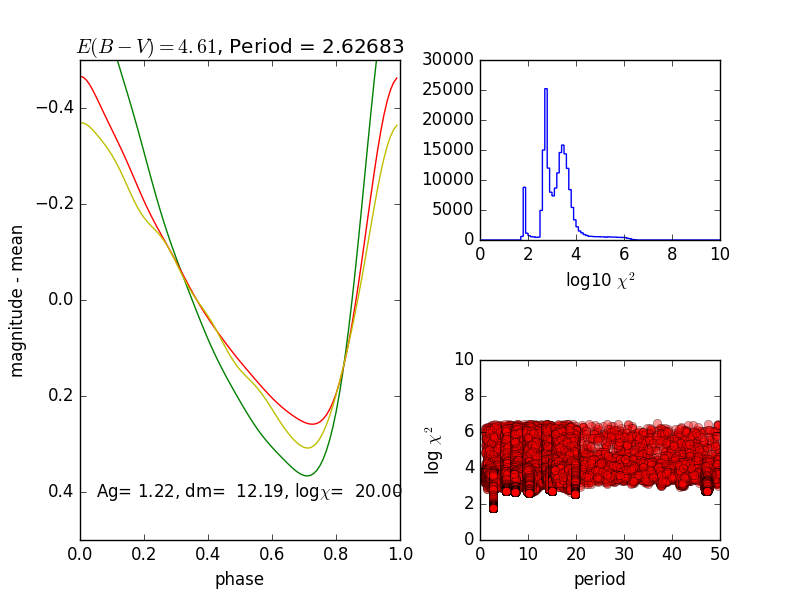 E(B − V) = 4.61, Period = 2.62683
−0.4
−0.2
0.0
0.2
0.4
magnitude - mean
Ag= 1.22, dm=  12.19, logχ=  20.00
0.0 0.2 0.4 0.6 0.8 1.0
phase
30000
25000
20000
15000
10000
5000
0
0 2 4 6 8 10
log10 χ²
10
8
6
4
2
0
log χ²
0 10 20 30 40 50
period